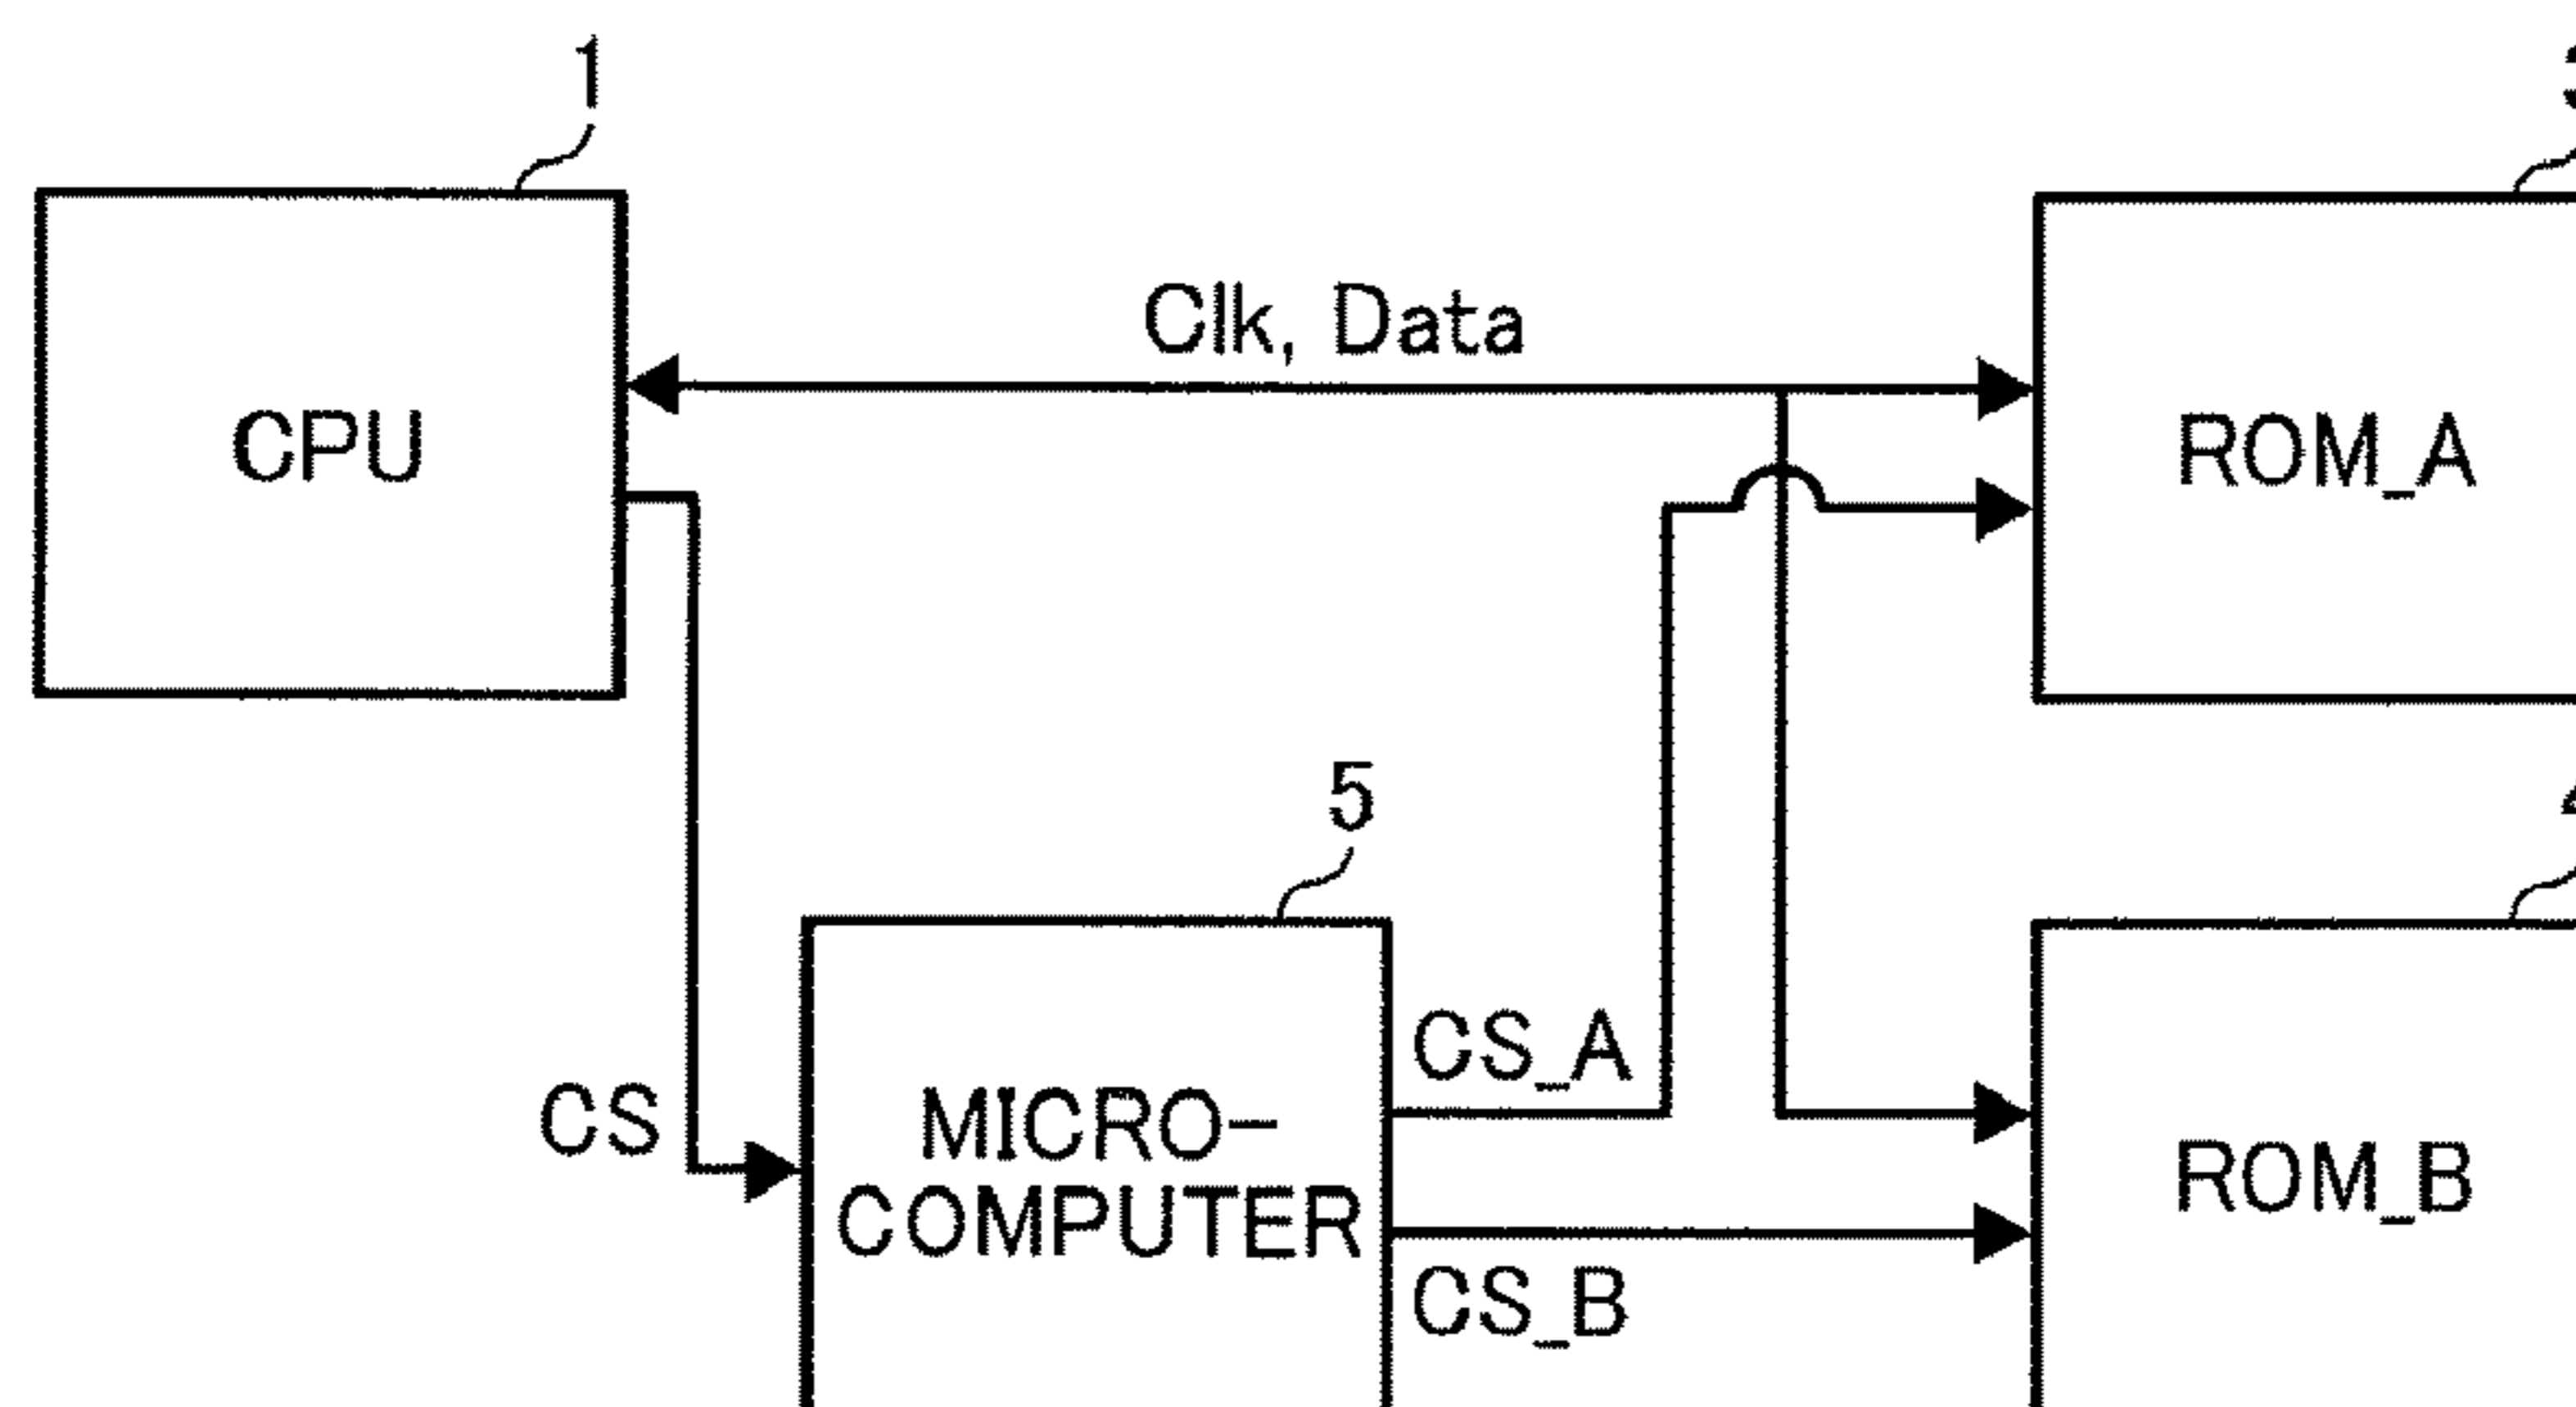 1
Clk, Data
CPU
ROM_A
5
CS_A
CS
MICRO-
COMPUTER
ROM_B
CS_B